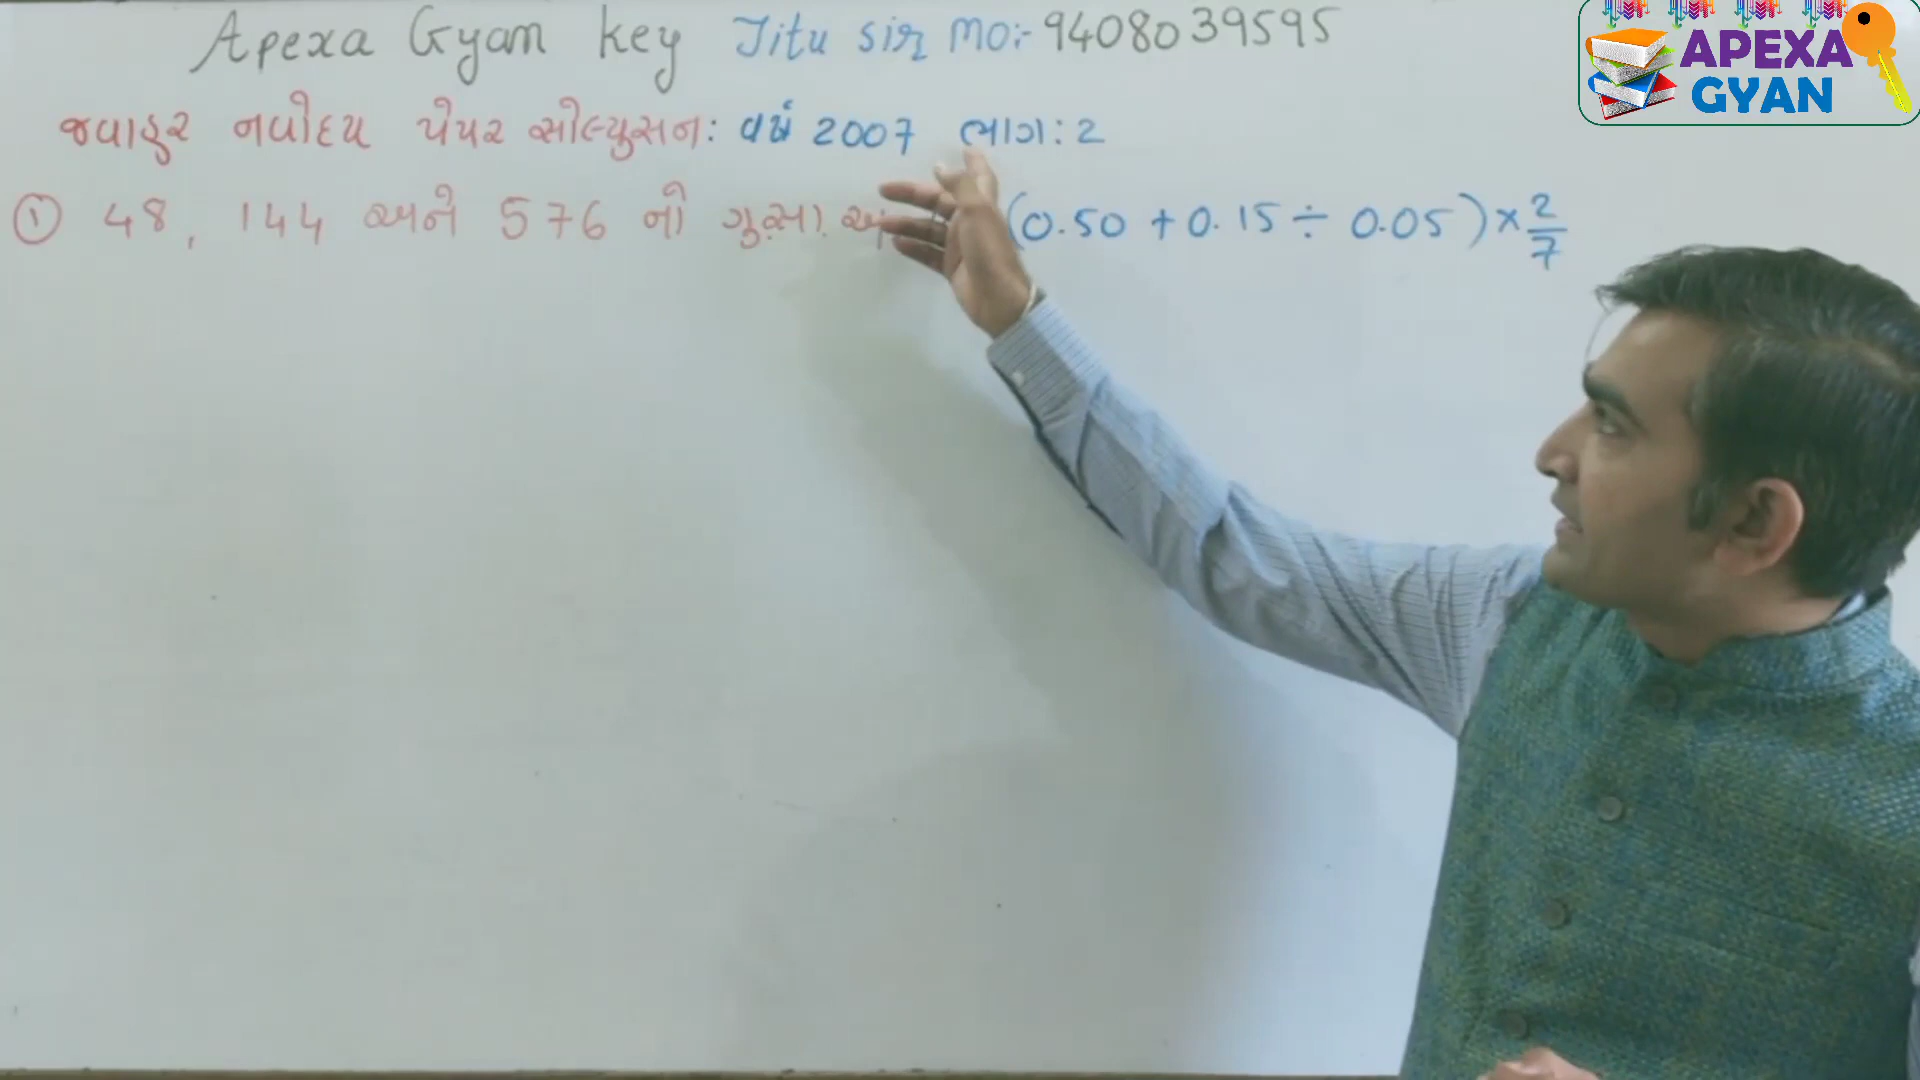 Apexa Gyan key Jitu sir Mo:- 9408039595
APEXA
GYAN
જવાહર નવોદય પેપર સોલ્યુસન: વર્ષ 2007 ભાગ: 2
① 48, 144 અને 576 નો ગુ.સા.અ
(0.50 + 0.15 ÷ 0.05) × 2/7